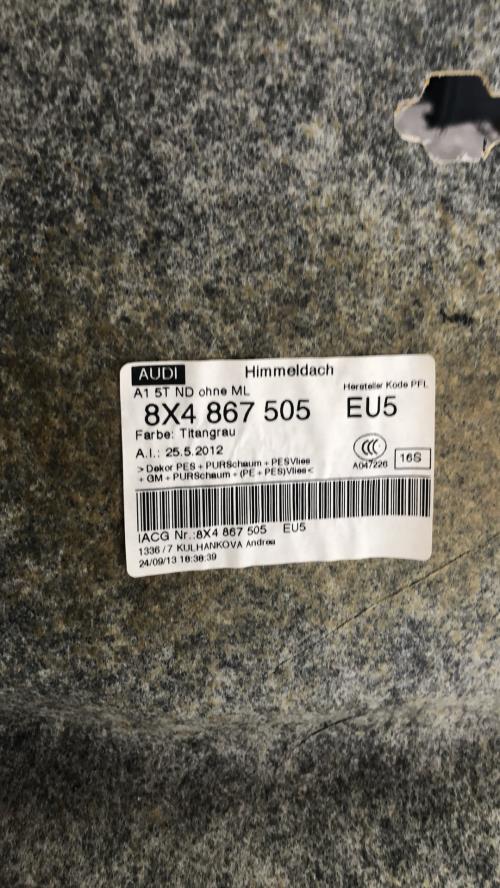 AUDI Himmeldach
A1 5T ND ohne ML Hersteller Kode PFL
8X4 867 505 EU5
Farbe: Titangrau
A.I.: 25.5.2012
> Dekor PES + PURSchaum + PESVlies
+ GM + PURSchaum + (PE + PES)Vlies <
CCC
A047226
16S
IACG Nr.:8X4 867 505 EU5
1336 / 7 KULHANKOVA Andrea
24/09/13 18:38:39